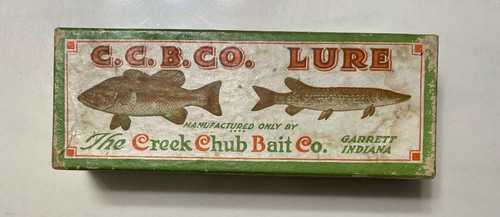 C.C.B.CO. LURE
MANUFACTURED ONLY BY
The Creek Chub Bait Co.
GARRETT
INDIANA